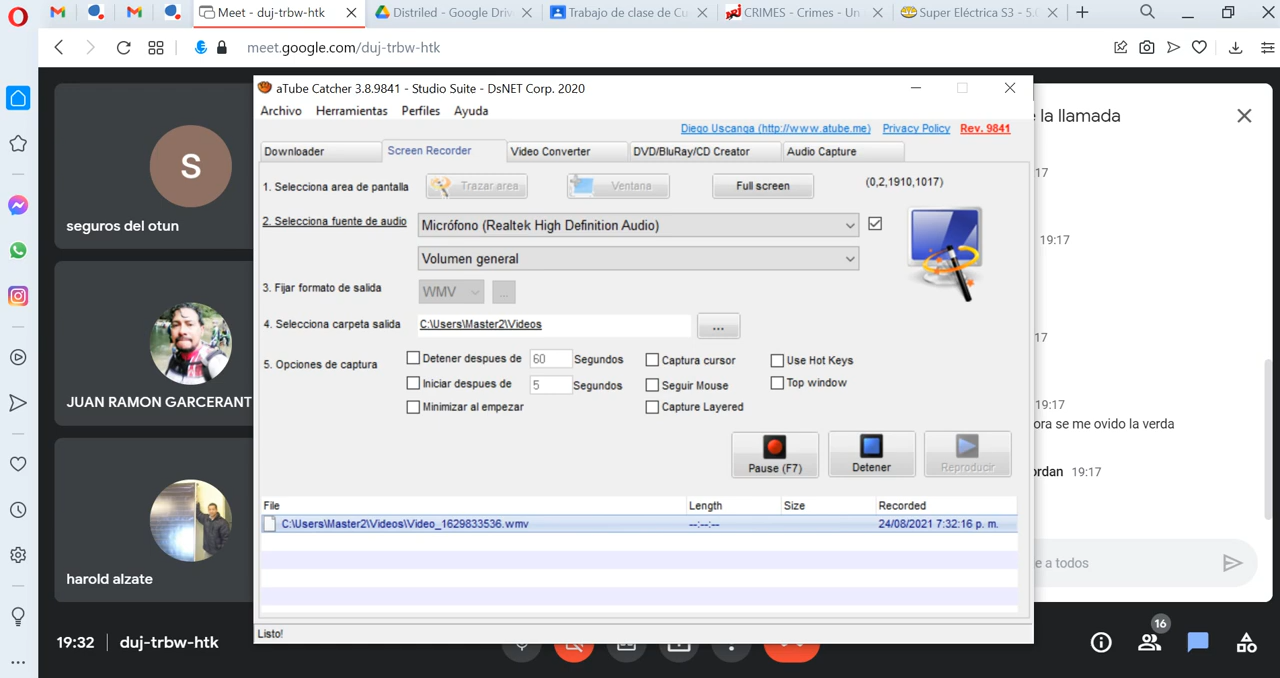 Meet - duj-trbw-htk
Distriled - Google Driv
Trabajo de clase de Cu
CRIMES - Crimes - Un
Super Eléctrica S3 - 5.
meet.google.com/duj-trbw-htk
aTube Catcher 3.8.9841 - Studio Suite - DsNET Corp. 2020
Archivo Herramientas Perfiles Ayuda
Diego Uscanga (http://www.atube.me) Privacy Policy Rev. 9841
Downloader Screen Recorder Video Converter DVD/BluRay/CD Creator Audio Capture
1. Selecciona area de pantalla Trazar area Ventana Full screen (0,2,1910,1017)
2. Selecciona fuente de audio Micrófono (Realtek High Definition Audio)
Volumen general
3. Fijar formato de salida WMV ...
4. Selecciona carpeta salida C:\Users\Master2\Videos ...
5. Opciones de captura
Detener despues de 60 Segundos Captura cursor Use Hot Keys
Iniciar despues de 5 Segundos Seguir Mouse Top window
Minimizar al empezar Capture Layered
Pause (F7) Detener Reproducir
File Length Size Recorded
C:\Users\Master2\Videos\Video_1629833536.wmv --:--:-- 24/08/2021 7:32:16 p. m.
Listo!
S
seguros del otun
JUAN RAMON GARCERANT
harold alzate
19:32 duj-trbw-htk
e la llamada
17
19:17
17
19:17
ora se me ovido la verda
ordan 19:17
e a todos
16